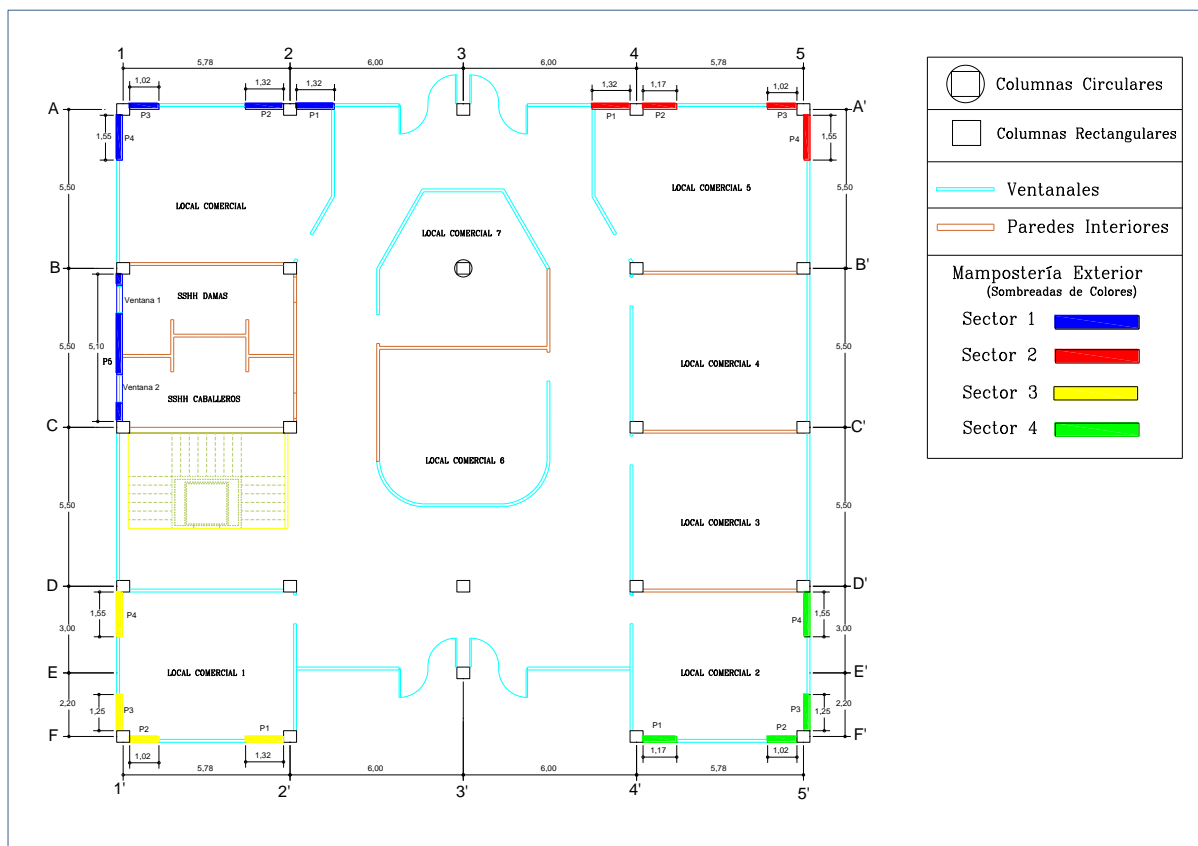 1 2 3 4 5
5,78 6,00 6,00 5,78
1,02 1,32 1,32 1,32 1,17 1,02
A A'
P3 P2 P1 P1 P2 P3
P4 P4
1,55 1,55
5,50 5,50
LOCAL COMERCIAL
LOCAL COMERCIAL 5
LOCAL COMERCIAL 7
B B'
SSHH DAMAS
Ventana 1
5,50 5,10 5,50
P5
LOCAL COMERCIAL 4
Ventana 2
SSHH CABALLEROS
C C'
LOCAL COMERCIAL 6
5,50 5,50
LOCAL COMERCIAL 3
D D'
1,55 P4 P4 1,55
3,00 3,00
E LOCAL COMERCIAL 1 LOCAL COMERCIAL 2 E'
2,20 1,25 P3 P3 1,25 2,20
F P2 P1 P1 P2 F'
1,02 1,32 1,17 1,02
5,78 6,00 6,00 5,78
1' 2' 3' 4' 5'
Columnas Circulares
Columnas Rectangulares
Ventanales
Paredes Interiores
Mampostería Exterior
(Sombreadas de Colores)
Sector 1
Sector 2
Sector 3
Sector 4